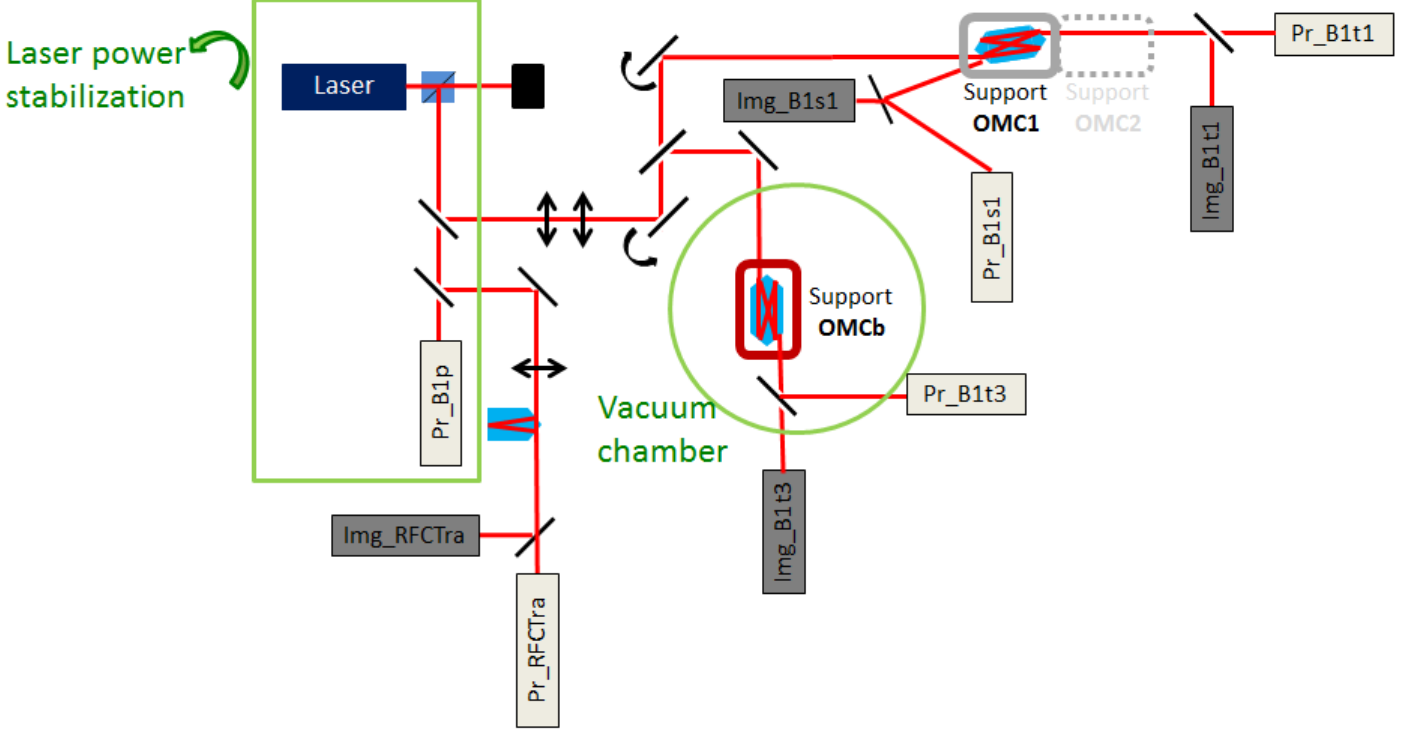 Laser power
stabilization
Laser
Pr_B1t1
Img_B1s1
Support
OMC1
Support
OMC2
Img_B1t1
Pr_B1s1
Support
OMCb
Pr_B1p
Pr_B1t3
Vacuum
chamber
Img_B1t3
Img_RFCTra
Pr_RFCTra